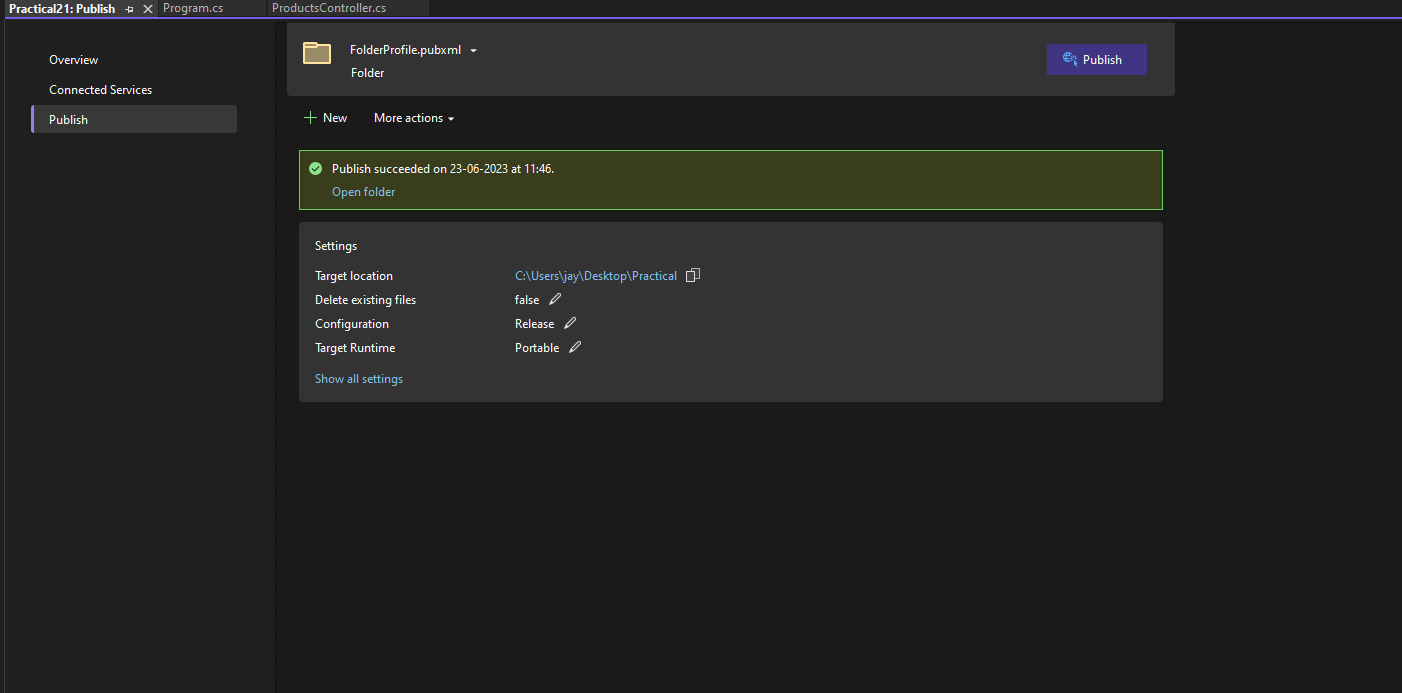 Practical21: Publish
Program.cs
ProductsController.cs
Overview
Connected Services
Publish
FolderProfile.pubxml
Folder
Publish
New
More actions
Publish succeeded on 23-06-2023 at 11:46.
Open folder
Settings
Target location C:\Users\jay\Desktop\Practical
Delete existing files false
Configuration Release
Target Runtime Portable
Show all settings